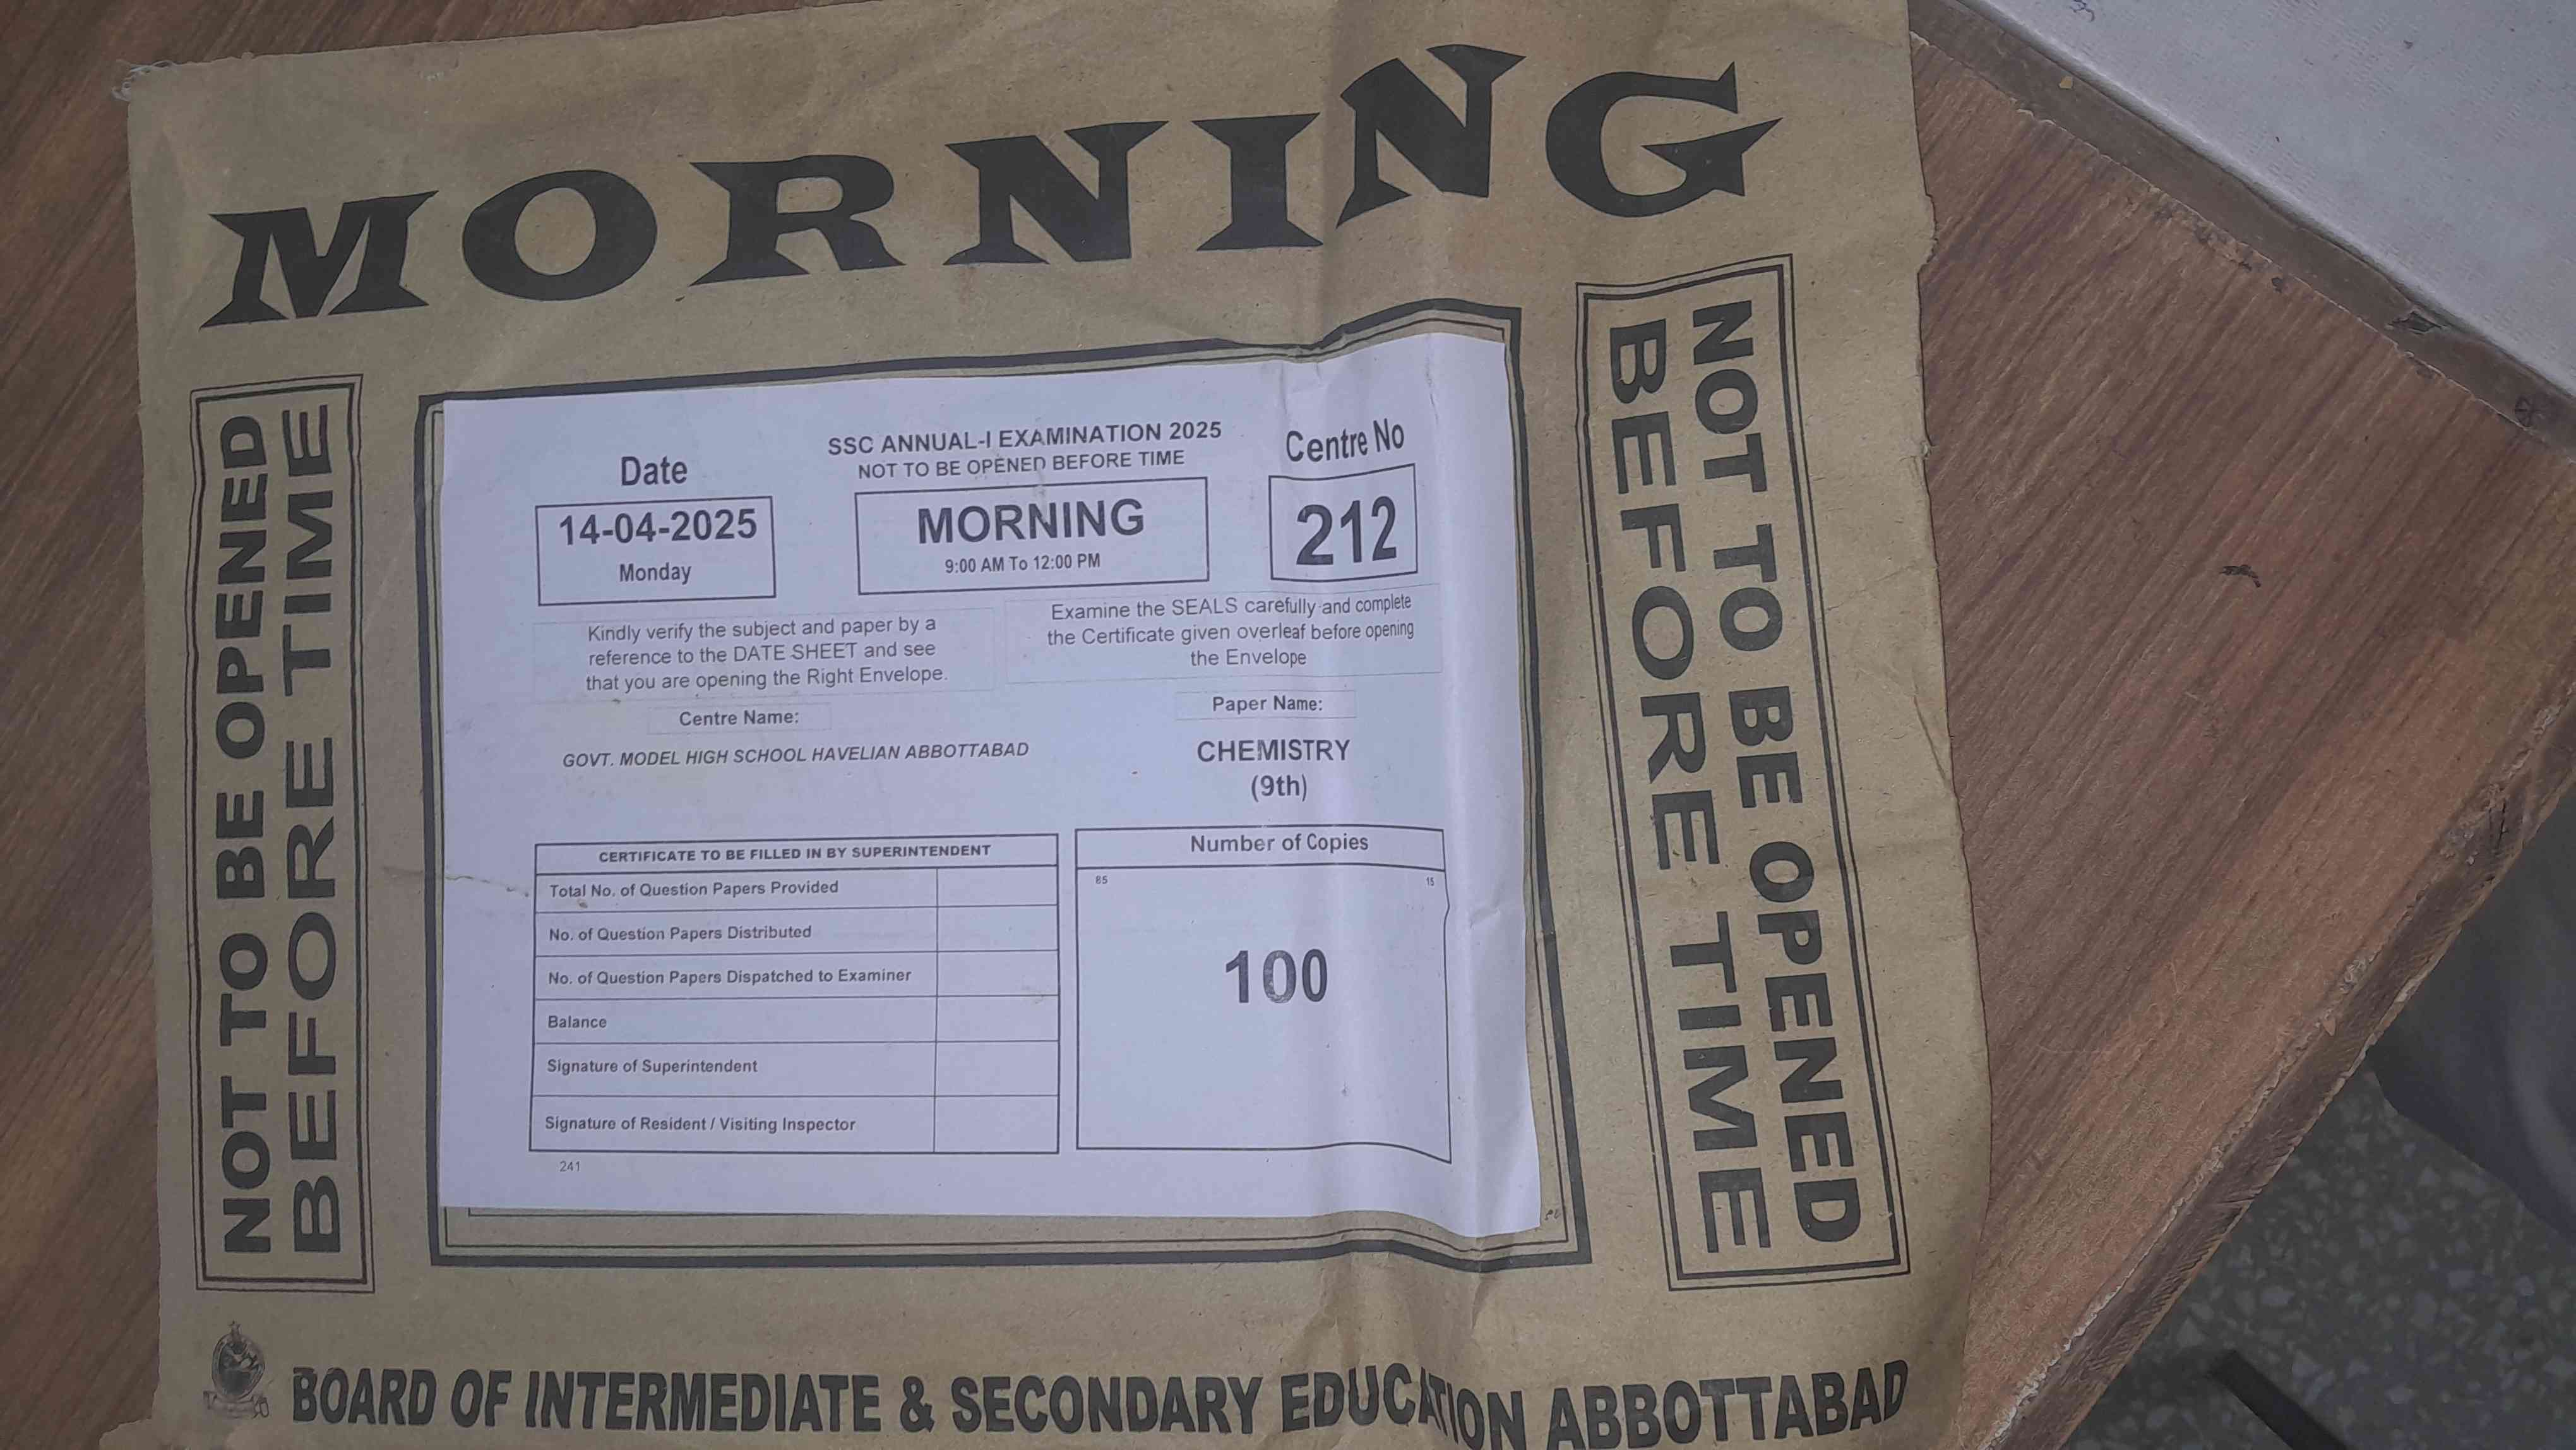 MORNING
NOT TO BE OPENED
BEFORE TIME
SSC ANNUAL-I EXAMINATION 2025
NOT TO BE OPENED BEFORE TIME
Date
14-04-2025
Monday
MORNING
9:00 AM To 12:00 PM
Centre No
212
Kindly verify the subject and paper by a
reference to the DATE SHEET and see
that you are opening the Right Envelope.
Examine the SEALS carefully and complete
the Certificate given overleaf before opening
the Envelope
Centre Name:
GOVT. MODEL HIGH SCHOOL HAVELIAN ABBOTTABAD
Paper Name:
CHEMISTRY
(9th)
CERTIFICATE TO BE FILLED IN BY SUPERINTENDENT
Total No. of Question Papers Provided
No. of Question Papers Distributed
No. of Question Papers Dispatched to Examiner
Balance
Signature of Superintendent
Signature of Resident / Visiting Inspector
241
Number of Copies
85 15
100
NOT TO BE OPENED
BEFORE TIME
BOARD OF INTERMEDIATE & SECONDARY EDUCATION ABBOTTABAD